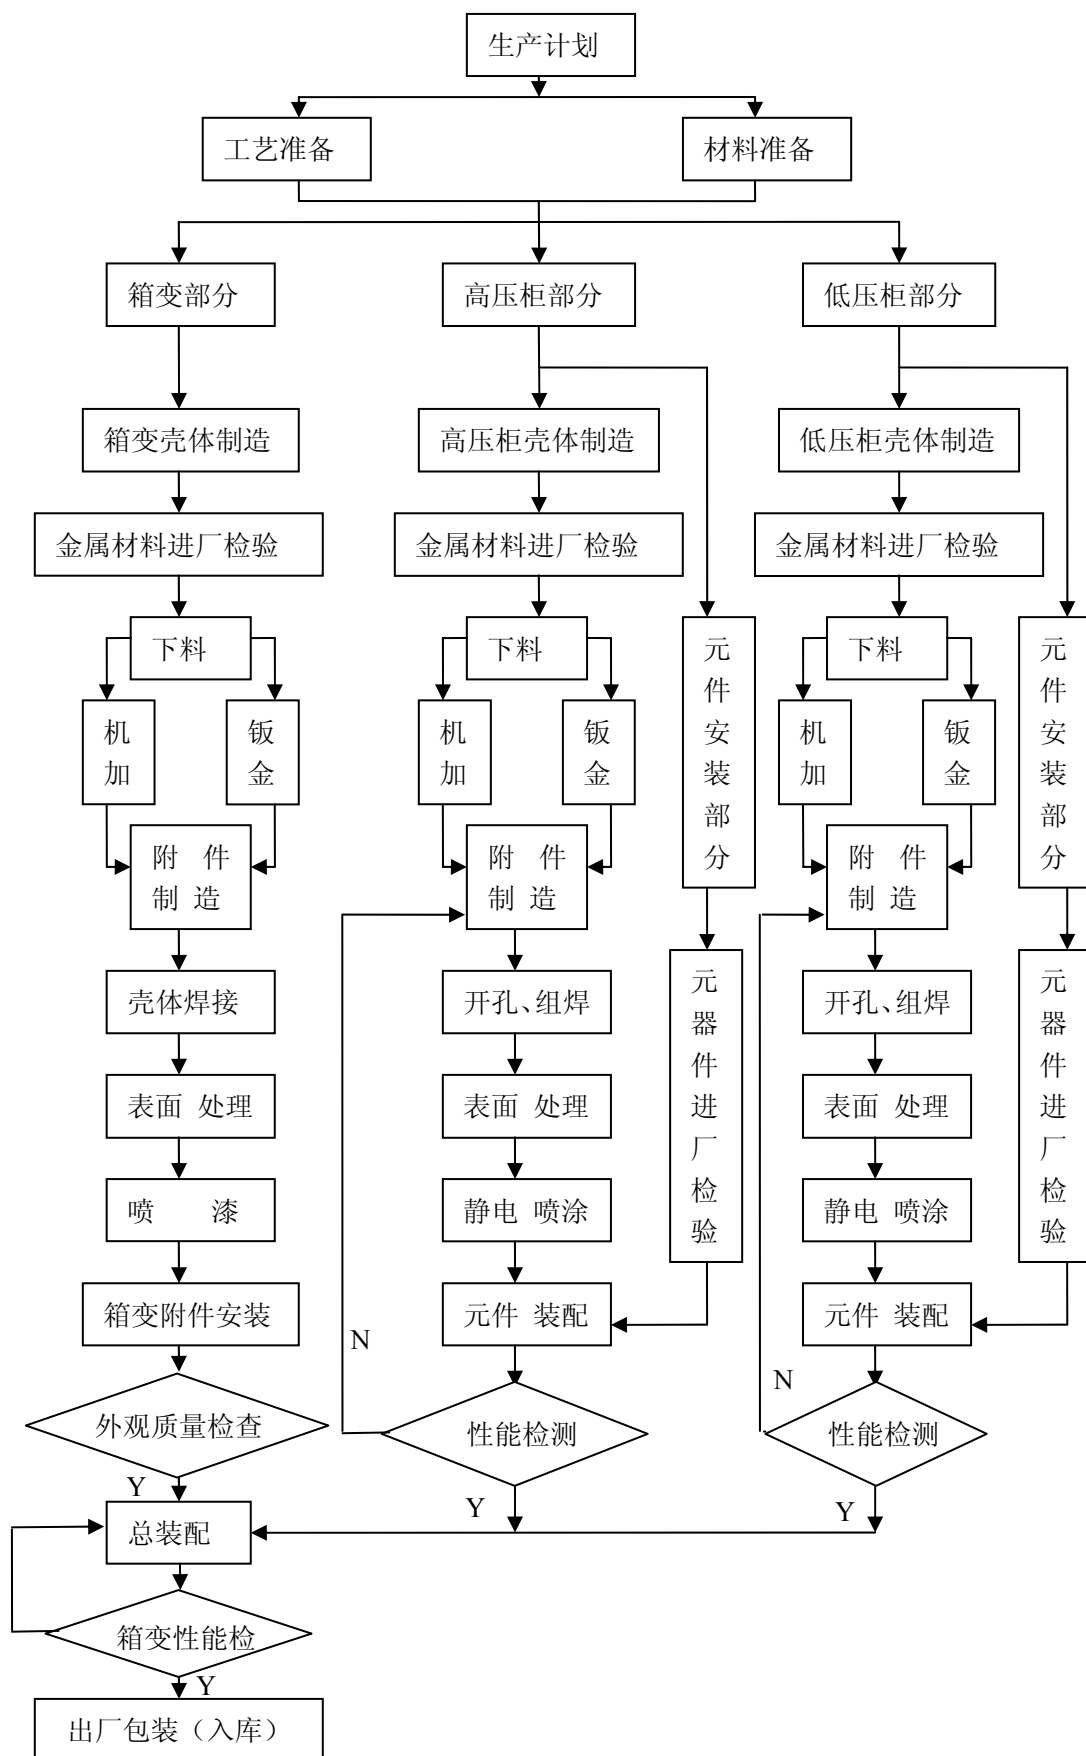 生产计划
工艺准备
材料准备
箱变部分
高压柜部分
低压柜部分
箱变壳体制造
高压柜壳体制造
低压柜壳体制造
金属材料进厂检验
金属材料进厂检验
金属材料进厂检验
下料
下料
元件安装部分
下料
元件安装部分
机加
钣金
机加
钣金
机加
钣金
附 件
制 造
附 件
制 造
附 件
制 造
壳体焊接
开孔、组焊
元器件进厂检验
开孔、组焊
元器件进厂检验
表面 处理
表面 处理
表面 处理
喷 漆
静电 喷涂
静电 喷涂
箱变附件安装
元件 装配
元件 装配
N
N
外观质量检查
性能检测
性能检测
Y
Y
Y
总装配
箱变性能检
Y
出厂包装（入库）